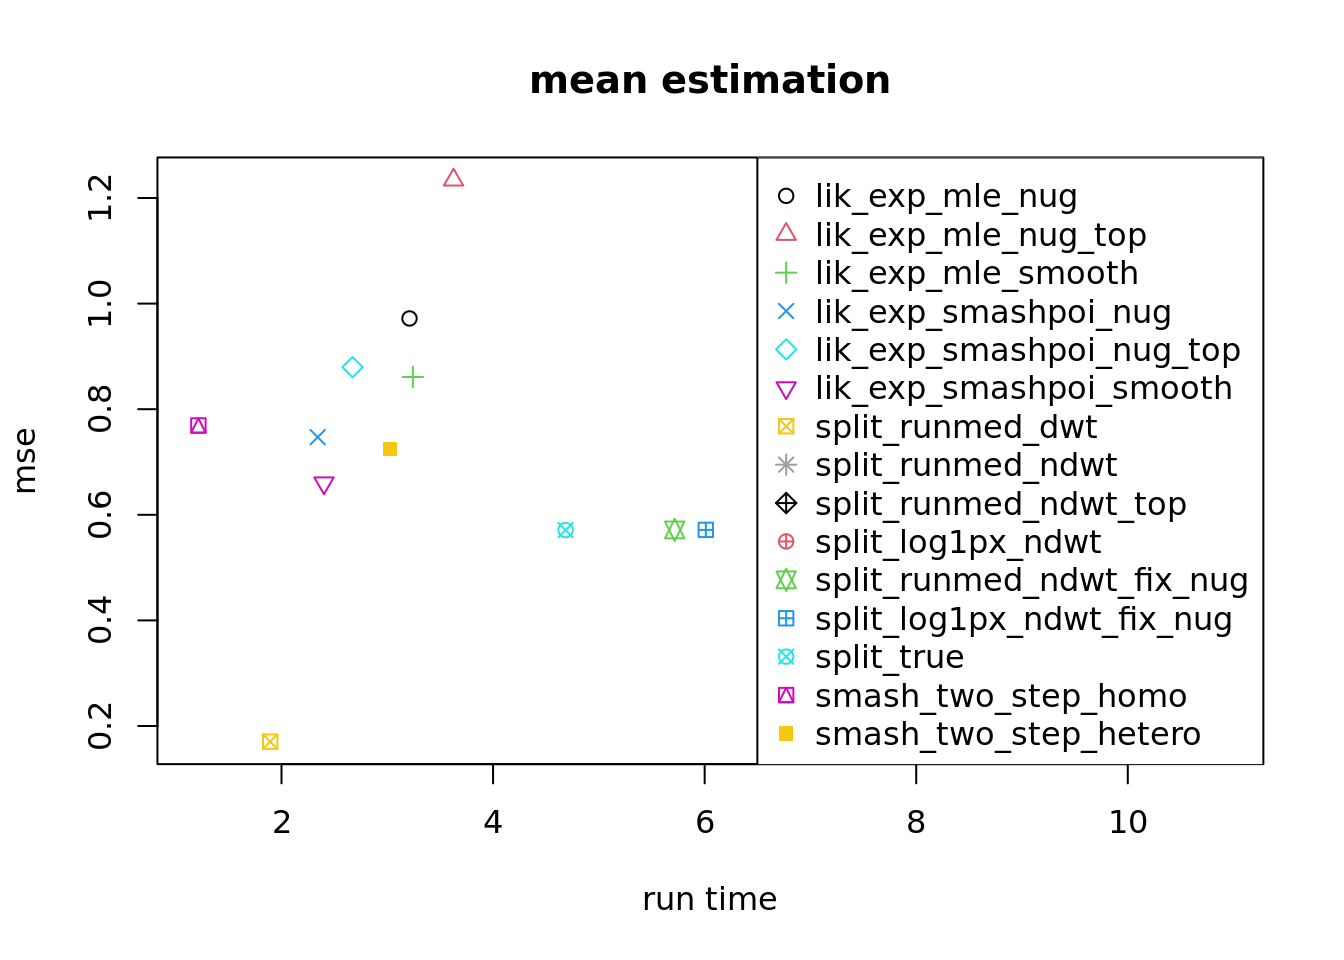 mean estimation
mse
1.2
1.0
0.8
0.6
0.4
0.2
lik_exp_mle_nug
lik_exp_mle_nug_top
lik_exp_mle_smooth
lik_exp_smashpoi_nug
lik_exp_smashpoi_nug_top
lik_exp_smashpoi_smooth
split_runmed_dwt
split_runmed_ndwt
split_runmed_ndwt_top
split_log1px_ndwt
split_runmed_ndwt_fix_nug
split_log1px_ndwt_fix_nug
split_true
smash_two_step_homo
smash_two_step_hetero
2 4 6 8 10
run time